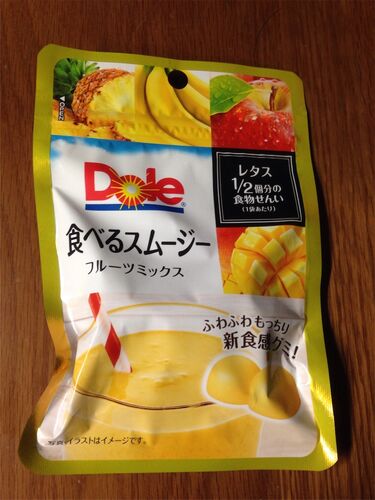 OPEN
Dole
®
レタス
1/2個分の
食物せんい
(1袋あたり)
食べるスムージー
フルーツミックス
ふわふわもっちり
新食感グミ!
写真・イラストはイメージです。